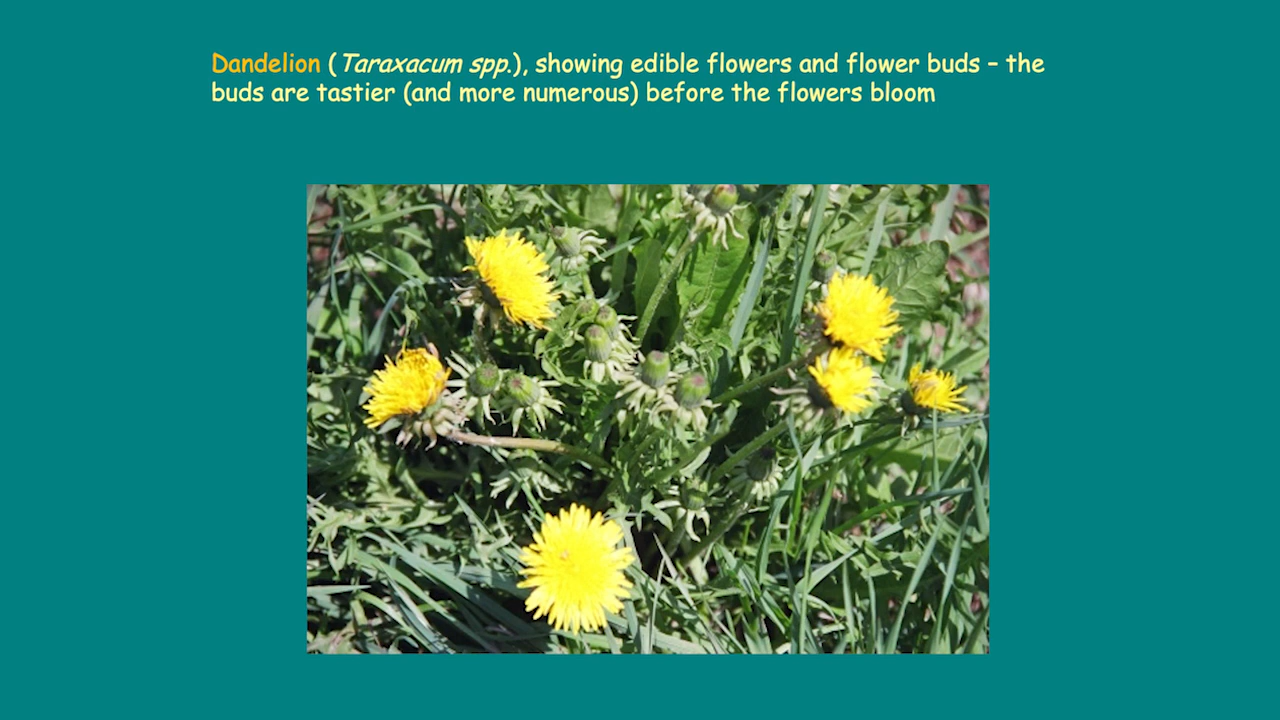 Dandelion (Taraxacum spp.), showing edible flowers and flower buds – the
buds are tastier (and more numerous) before the flowers bloom